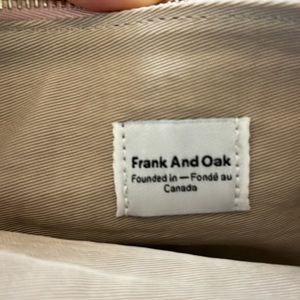 Frank And Oak
Founded in — Fondé au
Canada